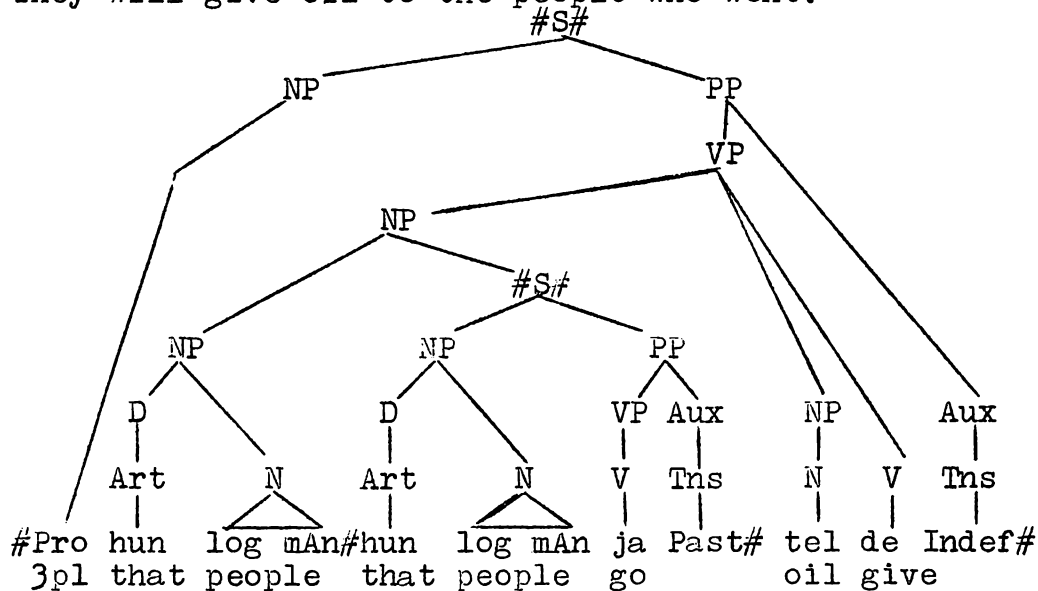 They will give oil to the people who went.
#S#
NP PP
VP
NP
#S#
NP NP PP
D D VP Aux NP Aux
Art N Art N V Tns N V Tns
#Pro hun log mAn#hun log mAn ja Past# tel de Indef#
3pl that people that people go oil give